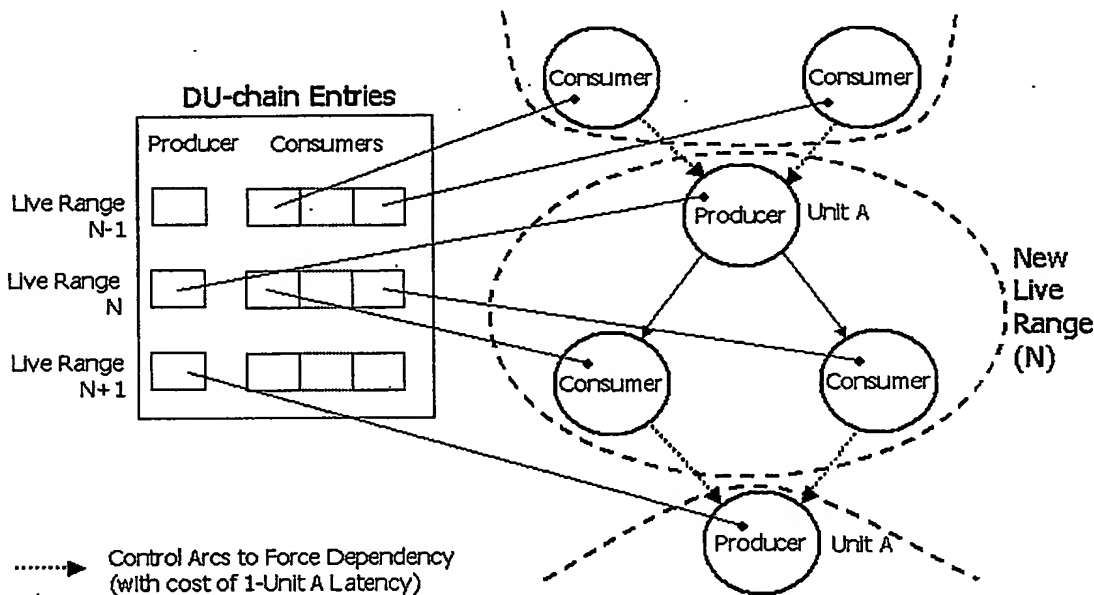 Consumer
Consumer
DU-chain Entries
Producer Consumers
Live Range
N-1
Producer Unit A
Live Range
N
New
Live
Range
(N)
Live Range
N+1
Consumer
Consumer
Producer Unit A
Control Arcs to Force Dependency
(with cost of 1-Unit A Latency)